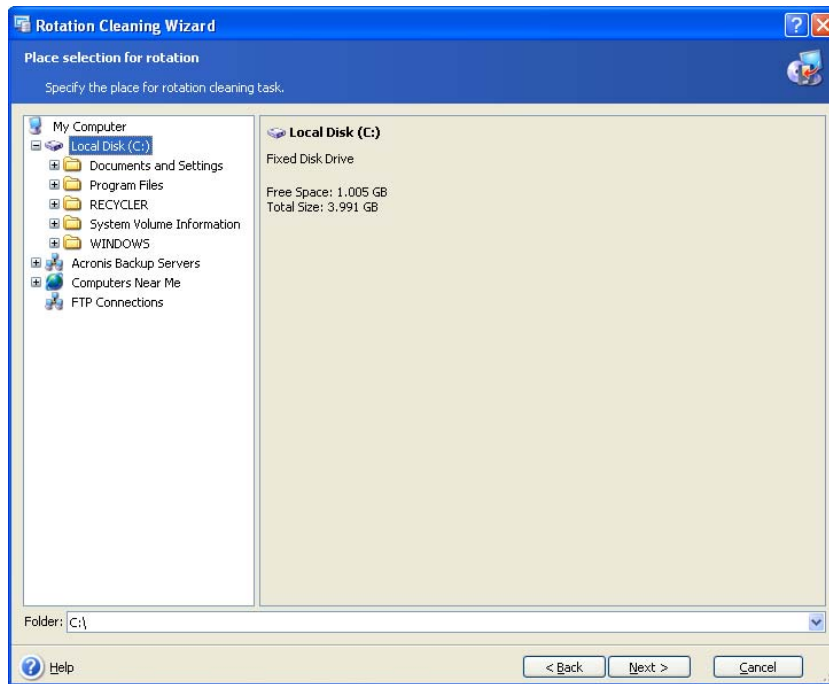 Rotation Cleaning Wizard
Place selection for rotation
Specify the place for rotation cleaning task.
My Computer
Local Disk (C:)
Documents and Settings
Program Files
RECYCLER
System Volume Information
WINDOWS
Acronis Backup Servers
Computers Near Me
FTP Connections
Local Disk (C:)
Fixed Disk Drive
Free Space: 1.005 GB
Total Size: 3.991 GB
Folder: C:\
Help
< Back
Next >
Cancel